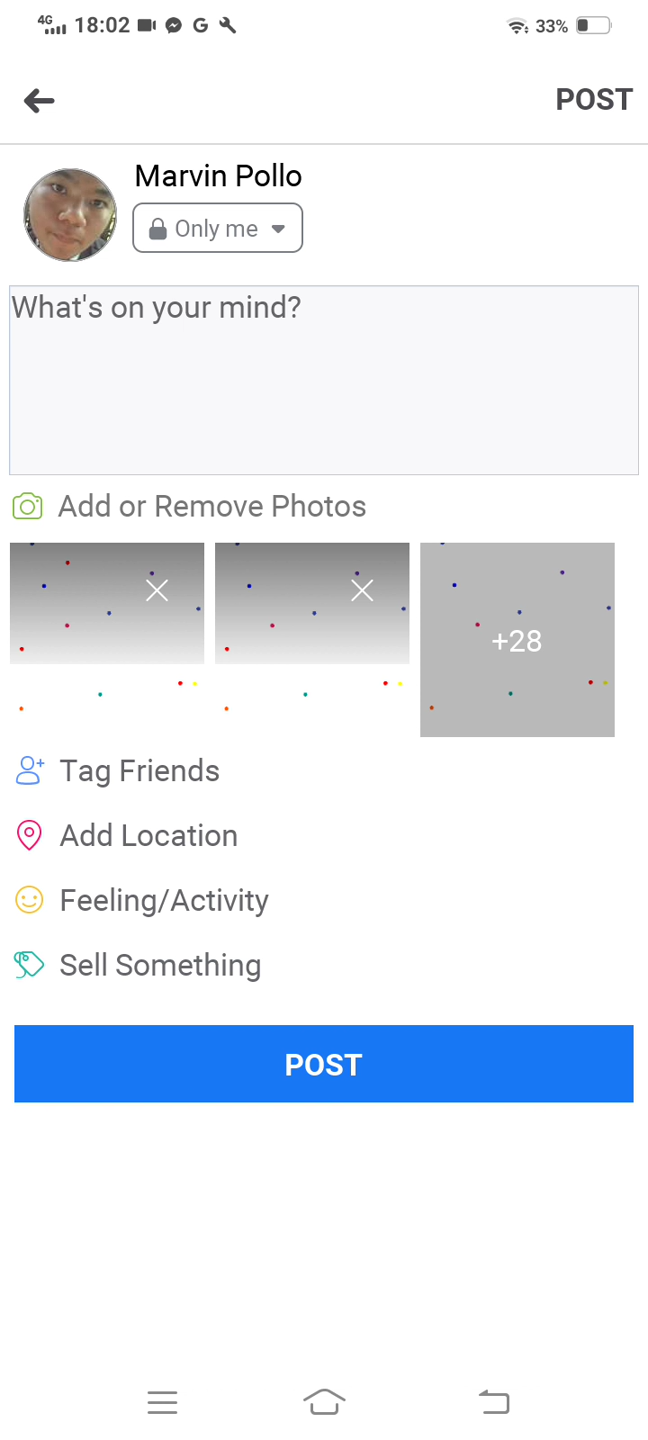 4G 18:02 G 33%
POST
Marvin Pollo
Only me
What's on your mind?
Add or Remove Photos
+28
Tag Friends
Add Location
Feeling/Activity
Sell Something
POST